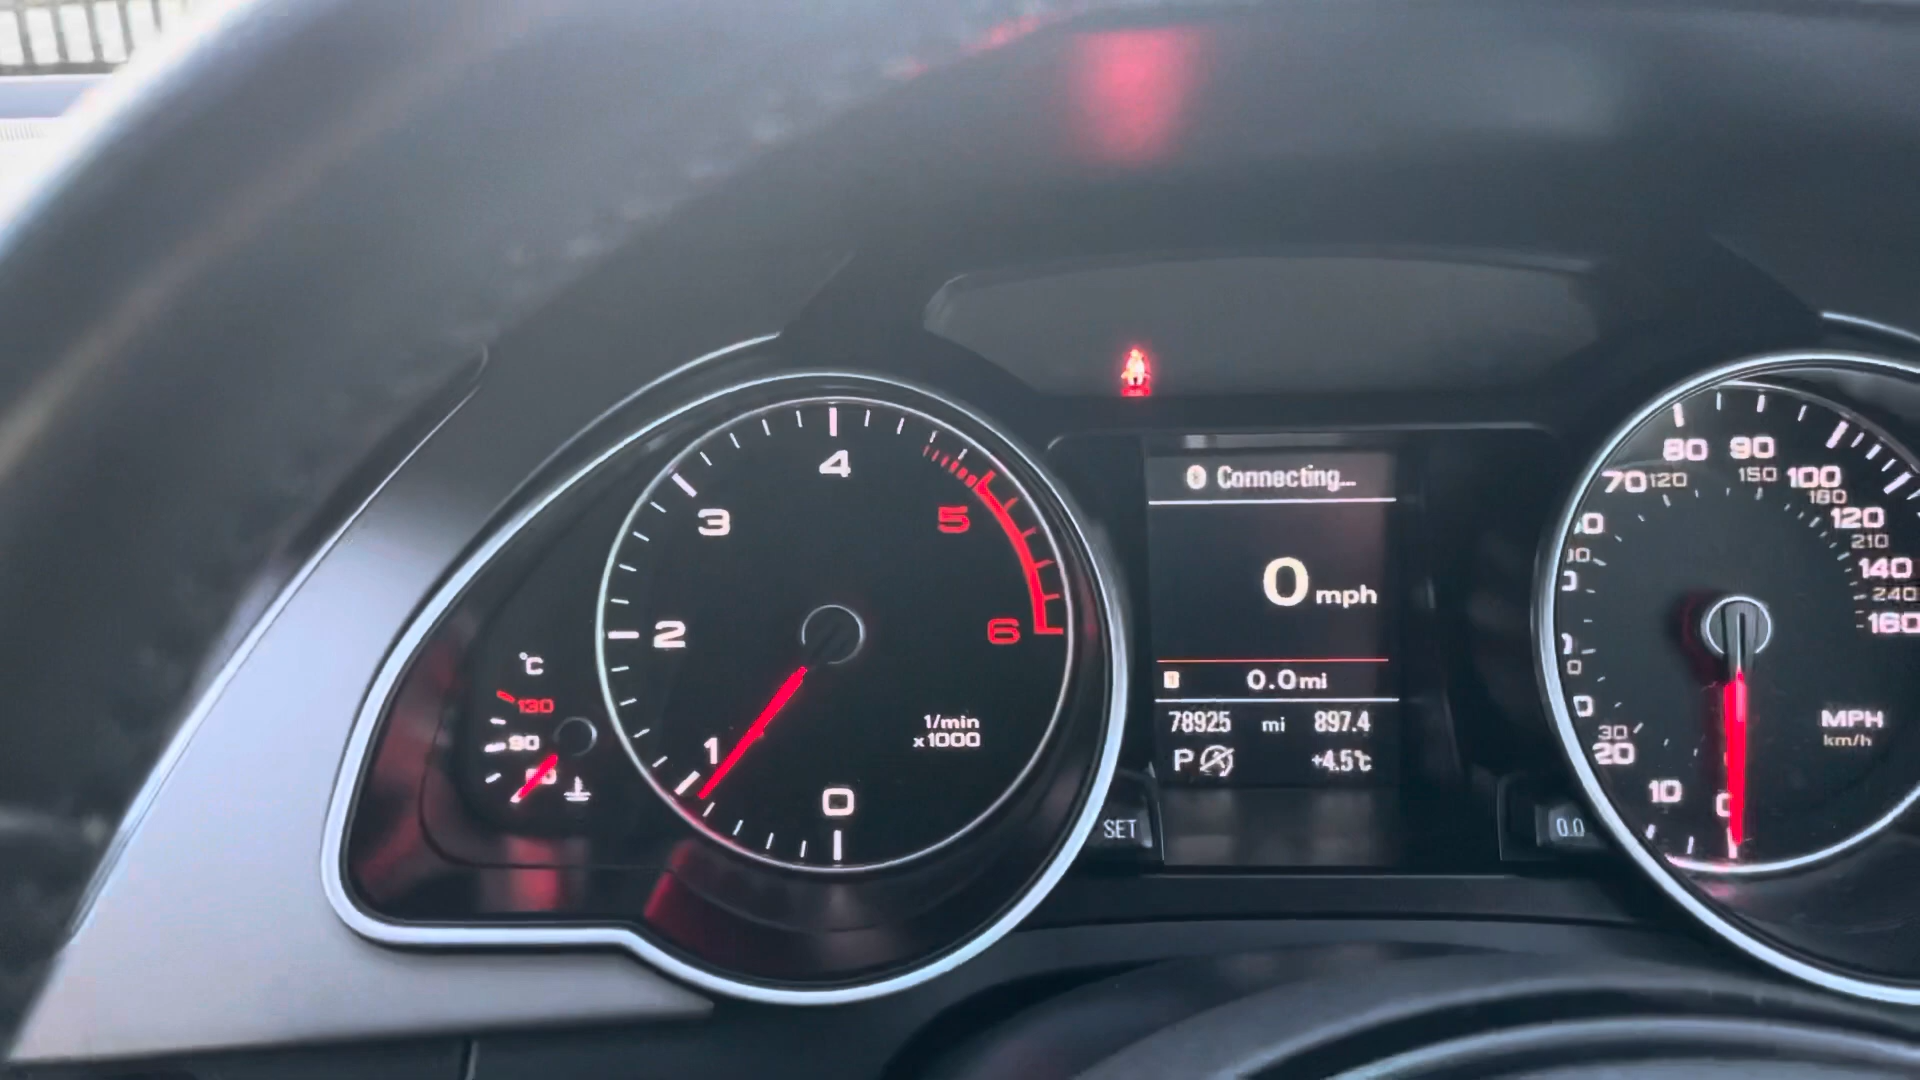 Connecting...
0 mph
0.0 mi
78925 mi 897.4
P +4.5°C
SET
0.0
4
3
5
2
6
1
0
1/min
x1000
°C
130
90
80 90
70 120 150 100
180
120
210
140
240
160
30
20
10
MPH
km/h